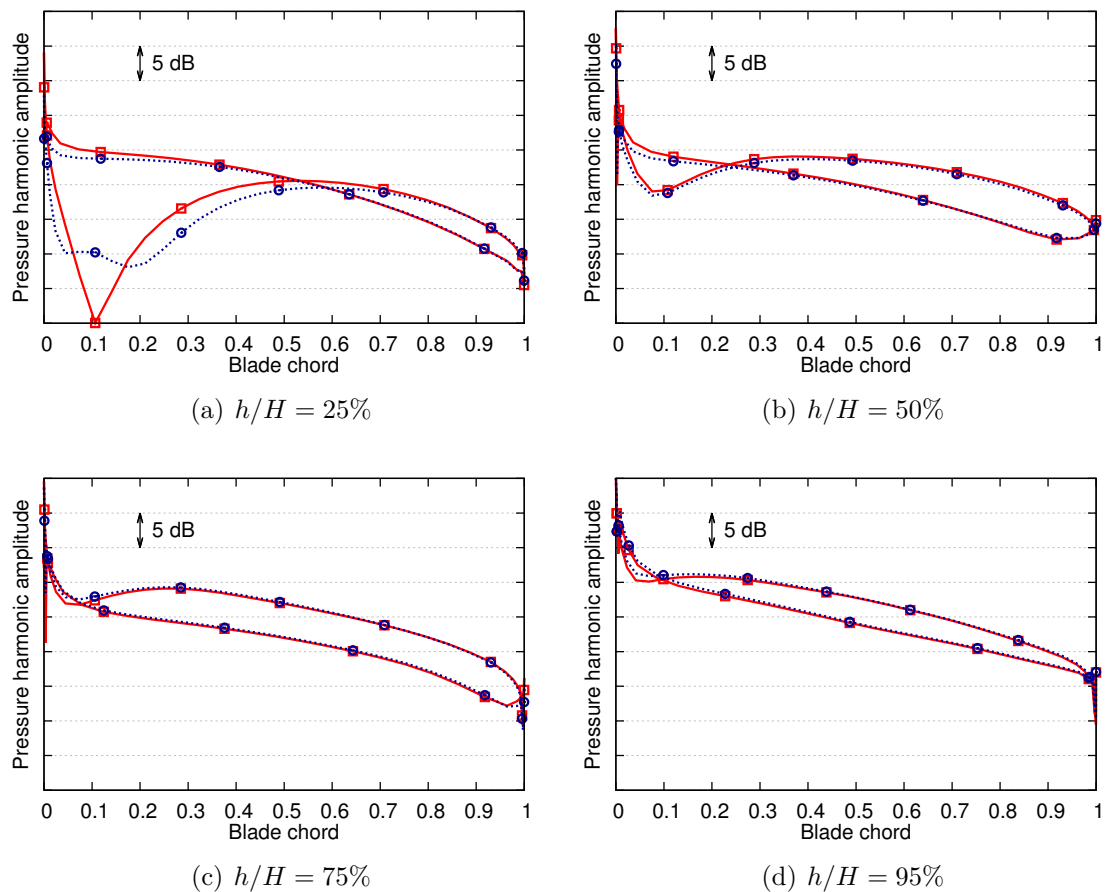 Pressure harmonic amplitude
5 dB
0 0.1 0.2 0.3 0.4 0.5 0.6 0.7 0.8 0.9 1
Blade chord
(a) h/H = 25%
Pressure harmonic amplitude
5 dB
0 0.1 0.2 0.3 0.4 0.5 0.6 0.7 0.8 0.9 1
Blade chord
(b) h/H = 50%
Pressure harmonic amplitude
5 dB
0 0.1 0.2 0.3 0.4 0.5 0.6 0.7 0.8 0.9 1
Blade chord
(c) h/H = 75%
Pressure harmonic amplitude
5 dB
0 0.1 0.2 0.3 0.4 0.5 0.6 0.7 0.8 0.9 1
Blade chord
(d) h/H = 95%